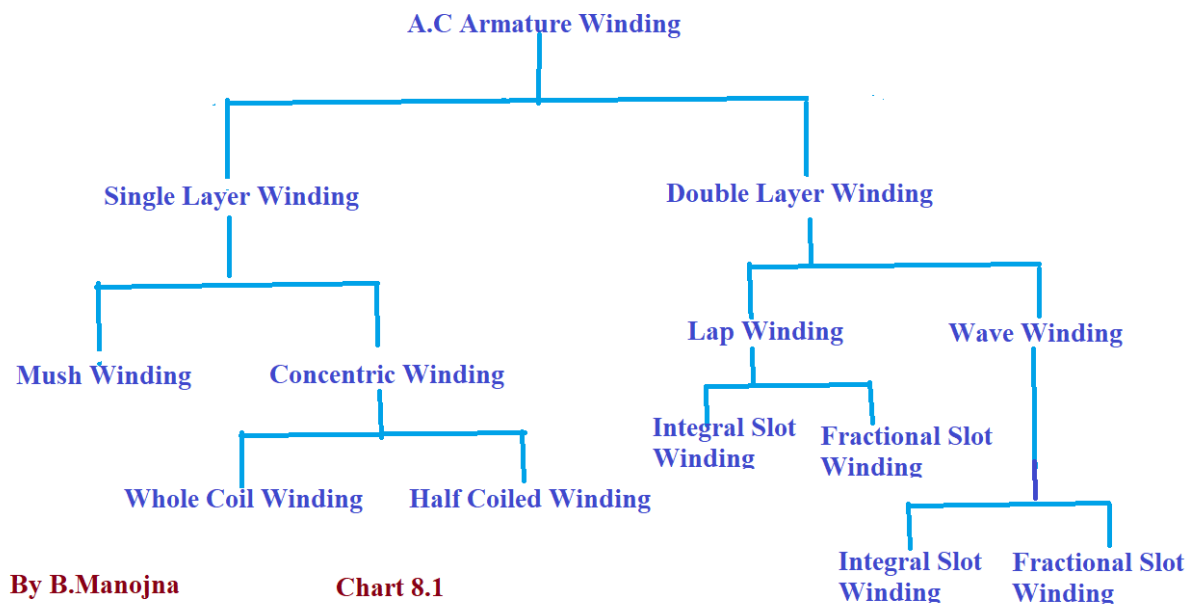 A.C Armature Winding
Single Layer Winding
Double Layer Winding
Lap Winding
Wave Winding
Mush Winding
Concentric Winding
Integral Slot
Winding
Fractional Slot
Winding
Whole Coil Winding
Half Coiled Winding
Integral Slot
Winding
Fractional Slot
Winding
By B.Manojna
Chart 8.1